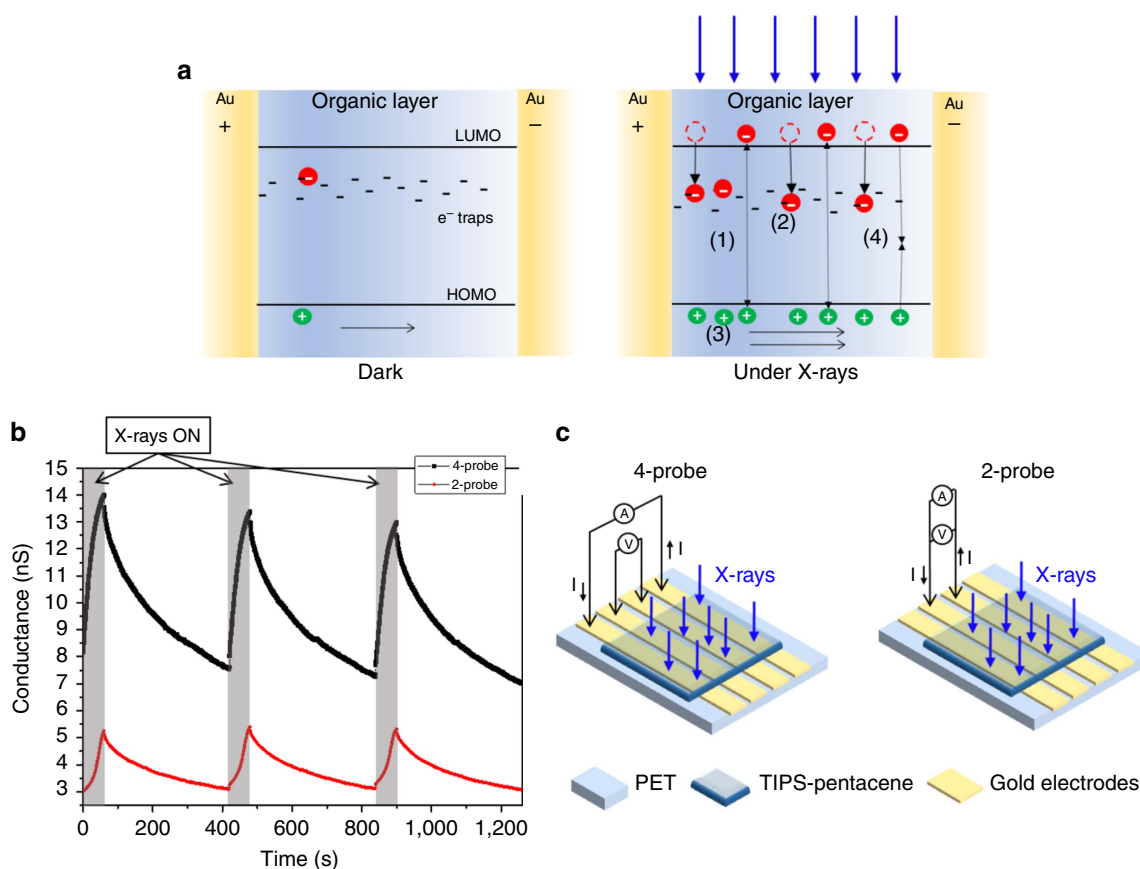 a
Au
+
Organic layer
Au
−
LUMO
e⁻ traps
HOMO
+
Dark
Au
+
Organic layer
Au
−
(1)
(2)
(4)
(3)
+ + + + + + +
Under X-rays
b
X-rays ON
4-probe
2-probe
15
14
13
12
11
10
9
8
7
6
5
4
3
Conductance (nS)
0 200 400 600 800 1,000 1,200
Time (s)
c
4-probe
A
V
I
I
X-rays
2-probe
A
V
I
I
X-rays
PET
TIPS-pentacene
Gold electrodes